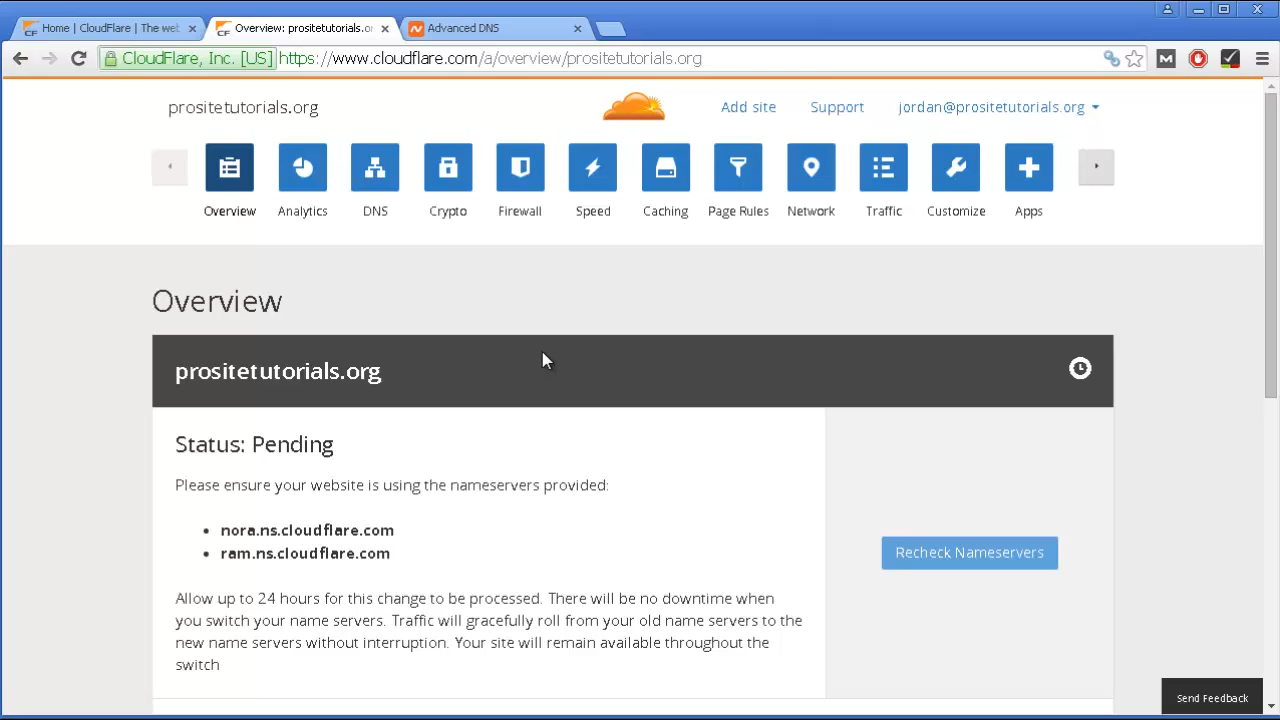 Home | CloudFlare | The web
Overview: prositetutorials.or
Advanced DNS
CloudFlare, Inc. [US] https://www.cloudflare.com/a/overview/prositetutorials.org
prositetutorials.org
Add site
Support
jordan@prositetutorials.org
Overview
Analytics
DNS
Crypto
Firewall
Speed
Caching
Page Rules
Network
Traffic
Customize
Apps
Overview
prositetutorials.org
Status: Pending
Please ensure your website is using the nameservers provided:
• nora.ns.cloudflare.com
• ram.ns.cloudflare.com
Recheck Nameservers
Allow up to 24 hours for this change to be processed. There will be no downtime when
you switch your name servers. Traffic will gracefully roll from your old name servers to the
new name servers without interruption. Your site will remain available throughout the
switch
Send Feedback